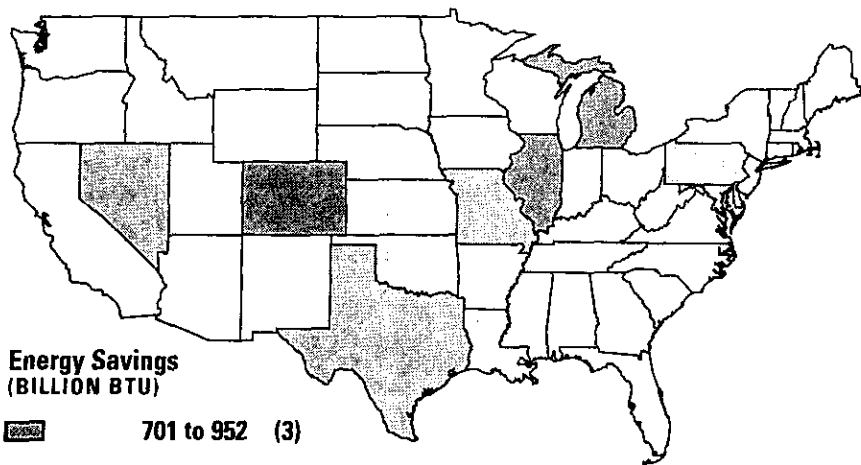 Energy Savings
(BILLION BTU)
701 to 952 (3)